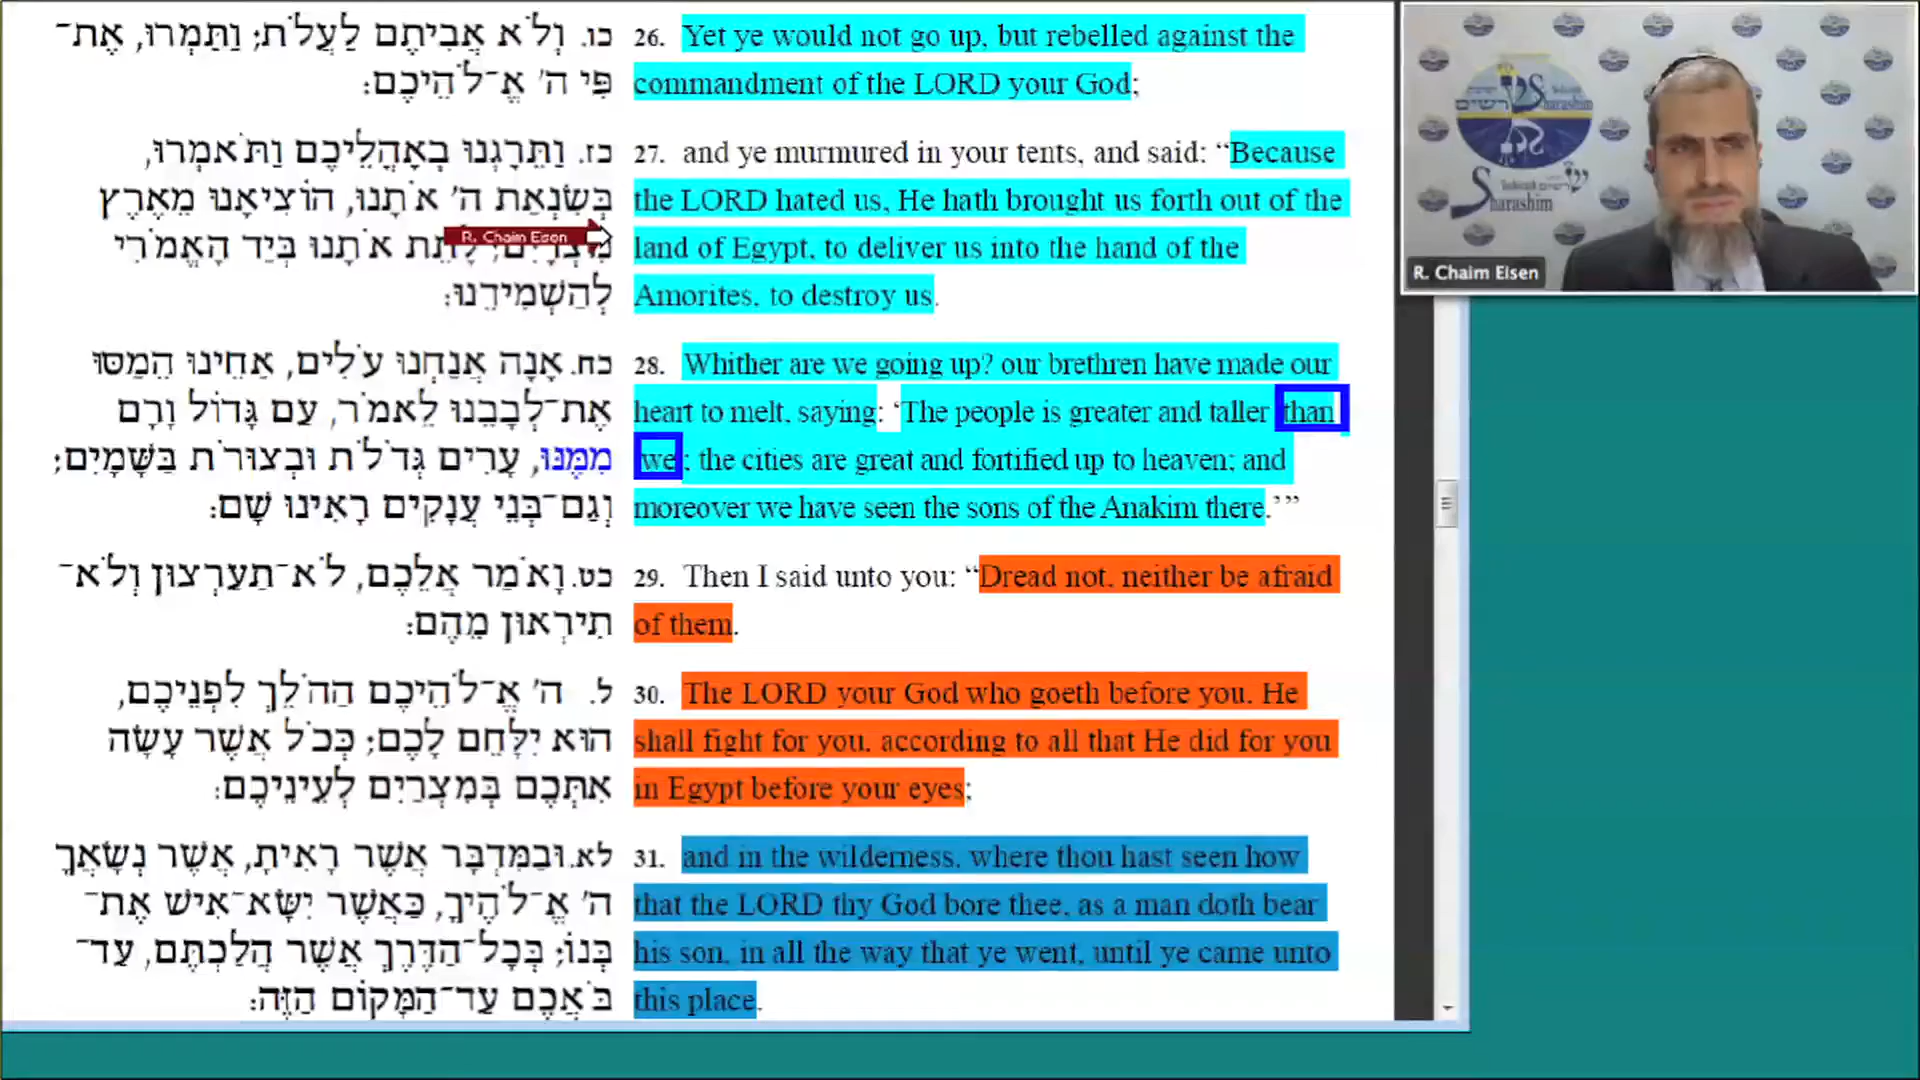 כו. וְלֹא אֲבִיתֶם לַעֲלֹת; וַתַּמְרוּ, אֶת־
פִּי ה' אֱ־לֹהֵיכֶם:
26. Yet ye would not go up, but rebelled against the
commandment of the LORD your God;
כז. וַתֵּרָגְנוּ בְאָהֳלֵיכֶם וַתֹּאמְרוּ,
בְּשִׂנְאַת ה' אֹתָנוּ, הוֹצִיאָנוּ מֵאֶרֶץ
מִצְרָיִם; לָתֵת אֹתָנוּ בְּיַד הָאֱמֹרִי
לְהַשְׁמִידֵנוּ:
R. Chaim Eisen
27. and ye murmured in your tents, and said: “Because
the LORD hated us, He hath brought us forth out of the
land of Egypt, to deliver us into the hand of the
Amorites, to destroy us.
כח. אָנָה אֲנַחְנוּ עֹלִים, אַחֵינוּ הֵמַסּוּ
אֶת־לְבָבֵנוּ לֵאמֹר, עַם גָּדוֹל וָרָם
מִמֶּנּוּ, עָרִים גְּדֹלֹת וּבְצוּרֹת בַּשָּׁמָיִם;
וְגַם־בְּנֵי עֲנָקִים רָאִינוּ שָׁם:
28. Whither are we going up? our brethren have made our
heart to melt, saying: ‘The people is greater and taller than
we; the cities are great and fortified up to heaven; and
moreover we have seen the sons of the Anakim there.’”
כט. וָאֹמַר אֲלֵכֶם, לֹא־תַעַרְצוּן וְלֹא־
תִירְאוּן מֵהֶם:
29. Then I said unto you: “Dread not, neither be afraid
of them.
ל. ה' אֱ־לֹהֵיכֶם הַהֹלֵךְ לִפְנֵיכֶם,
הוּא יִלָּחֵם לָכֶם; כְּכֹל אֲשֶׁר עָשָׂה
אִתְּכֶם בְּמִצְרַיִם לְעֵינֵיכֶם:
30. The LORD your God who goeth before you, He
shall fight for you, according to all that He did for you
in Egypt before your eyes;
לא. וּבַמִּדְבָּר אֲשֶׁר רָאִיתָ, אֲשֶׁר נְשָׂאֲךָ
ה' אֱ־לֹהֶיךָ, כַּאֲשֶׁר יִשָּׂא־אִישׁ אֶת־
בְּנוֹ; בְּכָל־הַדֶּרֶךְ אֲשֶׁר הֲלַכְתֶּם, עַד־
בֹּאֲכֶם עַד־הַמָּקוֹם הַזֶּה:
31. and in the wilderness, where thou hast seen how
that the LORD thy God bore thee, as a man doth bear
his son, in all the way that ye went, until ye came unto
this place.
שרשים
Sharashim
Sharashim
R. Chaim Eisen